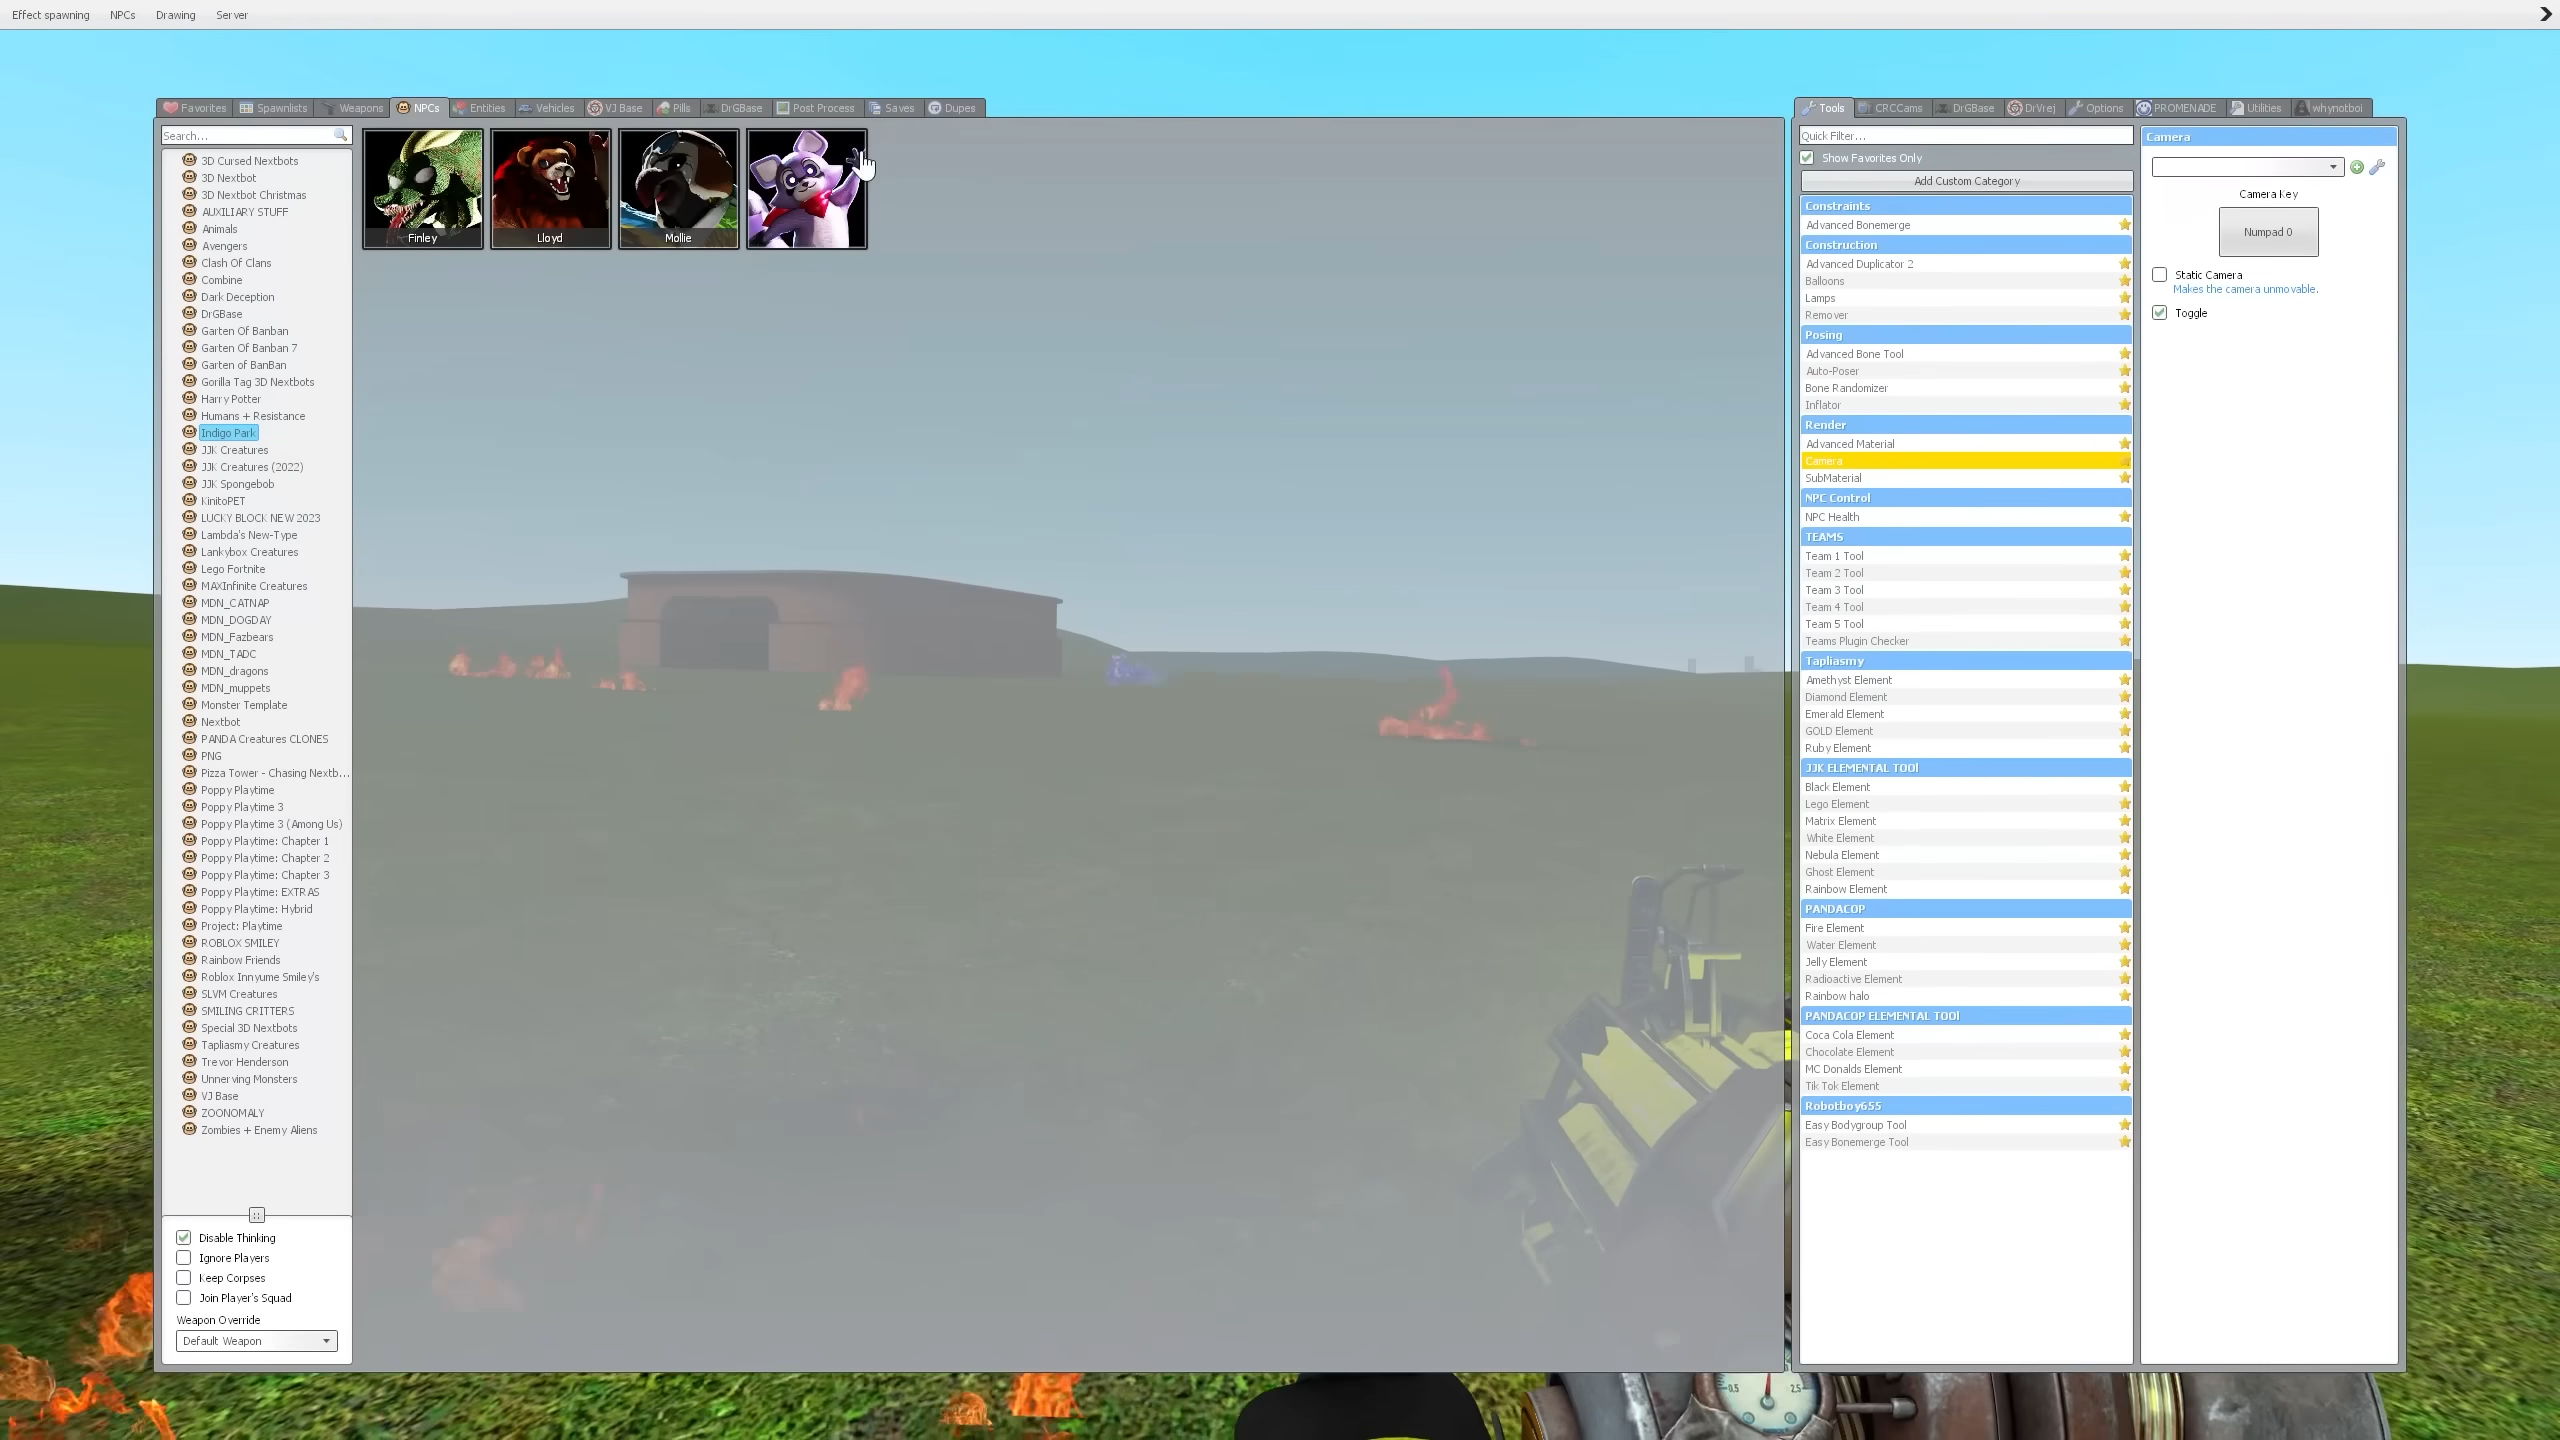 Effect spawning NPCs Drawing Server
Favorites Spawnlists Weapons NPCs Entities Vehicles VJ Base Pills DrGBase Post Process Saves Dupes
Search...
3D Cursed Nextbots
3D Nextbot
3D Nextbot Christmas
AUXILIARY STUFF
Animals
Avengers
Clash Of Clans
Combine
Dark Deception
DrGBase
Garten Of Banban
Garten Of Banban 7
Garten of BanBan
Gorilla Tag 3D Nextbots
Harry Potter
Humans + Resistance
Indigo Park
JJK Creatures
JJK Creatures (2022)
JJK Spongebob
KinitoPET
LUCKY BLOCK NEW 2023
Lambda's New-Type
Lankybox Creatures
Lego Fortnite
MAXInfinite Creatures
MDN_CATNAP
MDN_DOGDAY
MDN_Fazbears
MDN_TADC
MDN_dragons
MDN_muppets
Monster Template
Nextbot
PANDA Creatures CLONES
PNG
Pizza Tower - Chasing Nextb...
Poppy Playtime
Poppy Playtime 3
Poppy Playtime 3 (Among Us)
Poppy Playtime: Chapter 1
Poppy Playtime: Chapter 2
Poppy Playtime: Chapter 3
Poppy Playtime: EXTRAS
Poppy Playtime: Hybrid
Project: Playtime
ROBLOX SMILEY
Rainbow Friends
Roblox Innyume Smiley's
SLVM Creatures
SMILING CRITTERS
Special 3D Nextbots
Tapliasmy Creatures
Trevor Henderson
Unnerving Monsters
VJ Base
ZOONOMALY
Zombies + Enemy Aliens
Disable Thinking
Ignore Players
Keep Corpses
Join Player's Squad
Weapon Override
Default Weapon
Finley Lloyd Mollie
Tools CRCCams DrGBase DrVrej Options PROMENADE Utilities whynotboi
Quick Filter...
Show Favorites Only
Add Custom Category
Constraints
Advanced Bonemerge
Construction
Advanced Duplicator 2
Balloons
Lamps
Remover
Posing
Advanced Bone Tool
Auto-Poser
Bone Randomizer
Inflator
Render
Advanced Material
Camera
SubMaterial
NPC Control
NPC Health
TEAMS
Team 1 Tool
Team 2 Tool
Team 3 Tool
Team 4 Tool
Team 5 Tool
Teams Plugin Checker
Tapliasmy
Amethyst Element
Diamond Element
Emerald Element
GOLD Element
Ruby Element
JJK ELEMENTAL TOOl
Black Element
Lego Element
Matrix Element
White Element
Nebula Element
Ghost Element
Rainbow Element
PANDACOP
Fire Element
Water Element
Jelly Element
Radioactive Element
Rainbow halo
PANDACOP ELEMENTAL TOOl
Coca Cola Element
Chocolate Element
MC Donalds Element
Tik Tok Element
Robotboy655
Easy Bodygroup Tool
Easy Bonemerge Tool
Camera
Camera Key
Numpad 0
Static Camera
Makes the camera unmovable.
Toggle
0.5 2.5